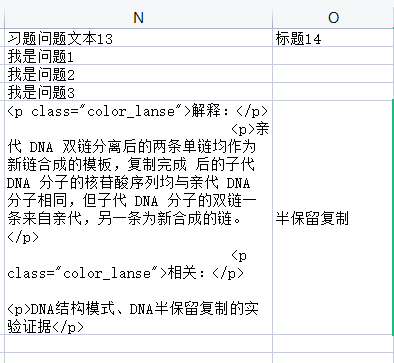 N
O
习题问题文本13
标题14
我是问题1
我是问题2
我是问题3
<p class="color_lanse">解释：</p>
<p>亲
代 DNA 双链分离后的两条单链均作为
新链合成的模板，复制完成 后的子代
DNA 分子的核苷酸序列均与亲代 DNA
分子相同，但子代 DNA 分子的双链一
条来自亲代，另一条为新合成的链。
</p>
<p
class="color_lanse">相关：</p>
<p>DNA结构模式、DNA半保留复制的实
验证据</p>
半保留复制